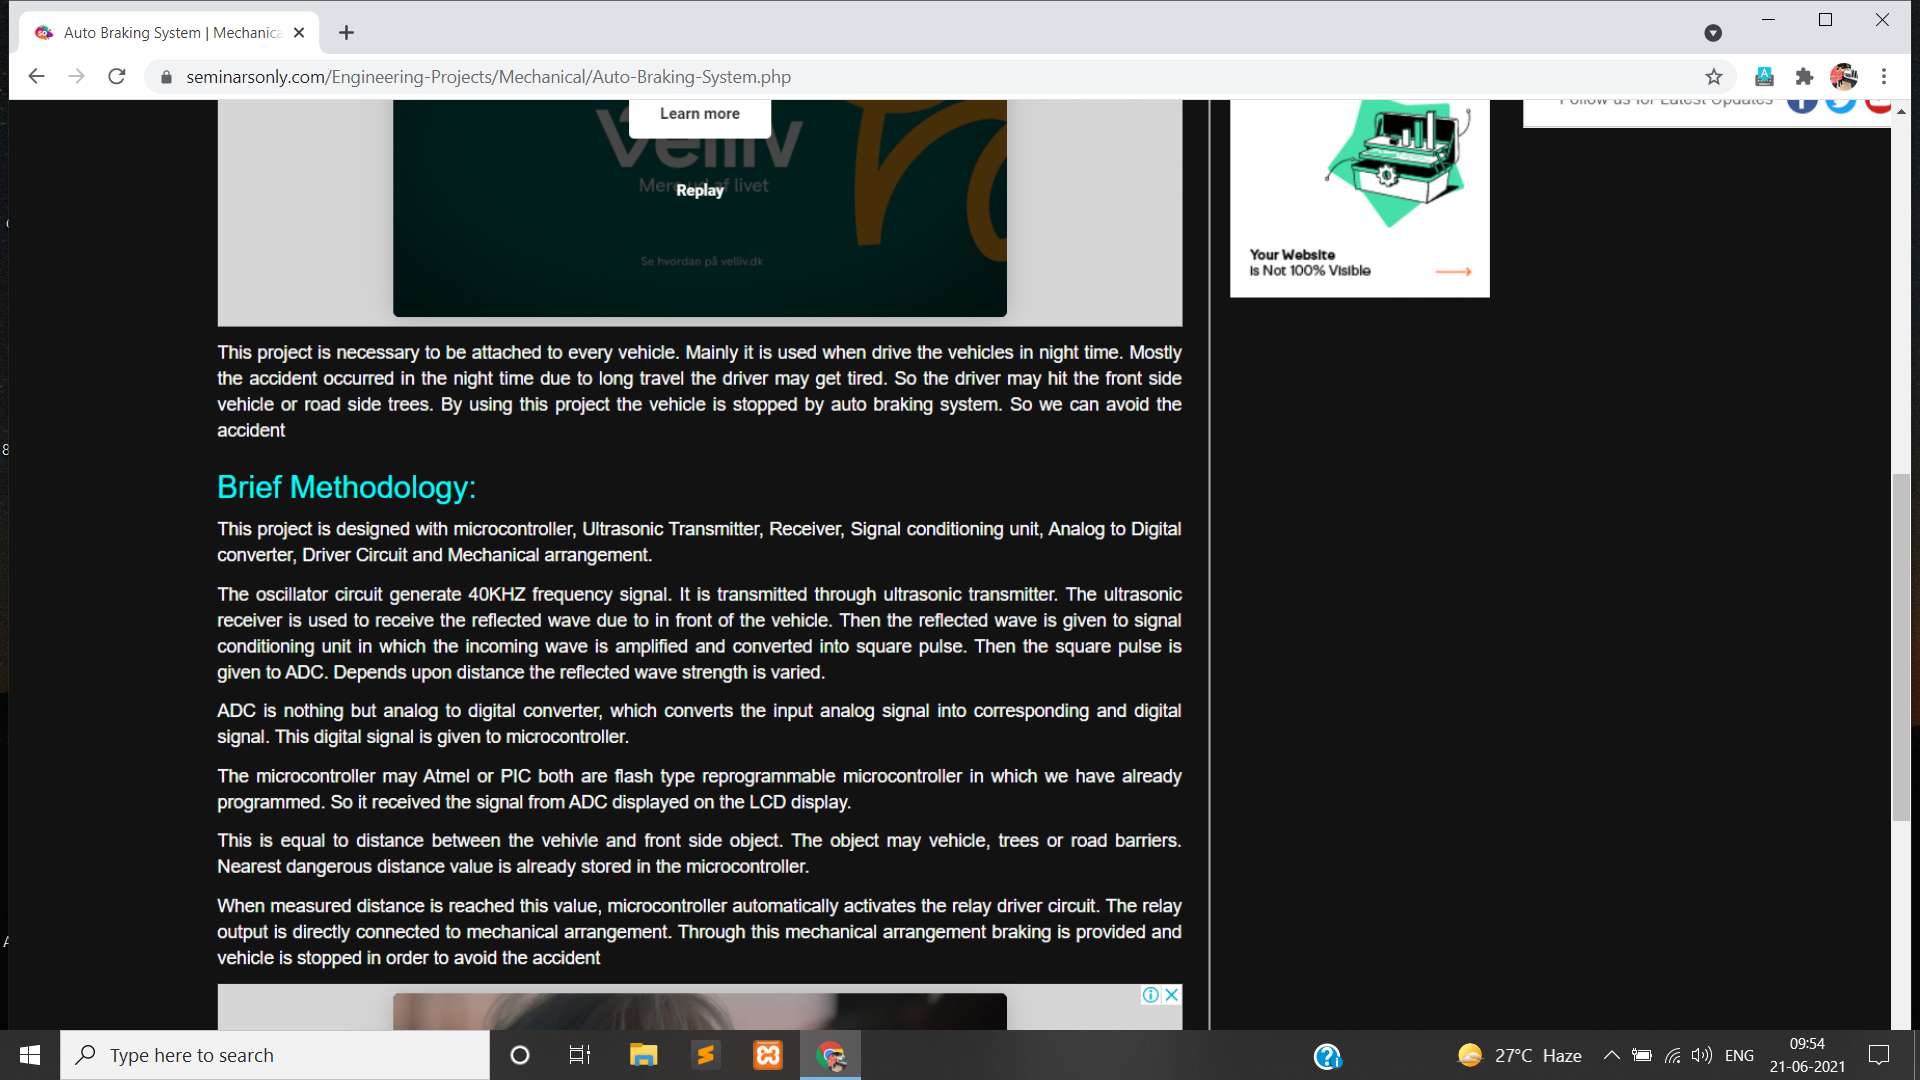 Auto Braking System | Mechanica
seminarsonly.com/Engineering-Projects/Mechanical/Auto-Braking-System.php
Learn more
velliv
Mere ud af livet
Replay
Se hvordan på velliv.dk
Follow us for Latest Updates
Your Website
is Not 100% Visible
This project is necessary to be attached to every vehicle. Mainly it is used when drive the vehicles in night time. Mostly
the accident occurred in the night time due to long travel the driver may get tired. So the driver may hit the front side
vehicle or road side trees. By using this project the vehicle is stopped by auto braking system. So we can avoid the
accident
Brief Methodology:
This project is designed with microcontroller, Ultrasonic Transmitter, Receiver, Signal conditioning unit, Analog to Digital
converter, Driver Circuit and Mechanical arrangement.
The oscillator circuit generate 40KHZ frequency signal. It is transmitted through ultrasonic transmitter. The ultrasonic
receiver is used to receive the reflected wave due to in front of the vehicle. Then the reflected wave is given to signal
conditioning unit in which the incoming wave is amplified and converted into square pulse. Then the square pulse is
given to ADC. Depends upon distance the reflected wave strength is varied.
ADC is nothing but analog to digital converter, which converts the input analog signal into corresponding and digital
signal. This digital signal is given to microcontroller.
The microcontroller may Atmel or PIC both are flash type reprogrammable microcontroller in which we have already
programmed. So it received the signal from ADC displayed on the LCD display.
This is equal to distance between the vehivle and front side object. The object may vehicle, trees or road barriers.
Nearest dangerous distance value is already stored in the microcontroller.
When measured distance is reached this value, microcontroller automatically activates the relay driver circuit. The relay
output is directly connected to mechanical arrangement. Through this mechanical arrangement braking is provided and
vehicle is stopped in order to avoid the accident
Type here to search
27°C Haze
ENG
09:54
21-06-2021